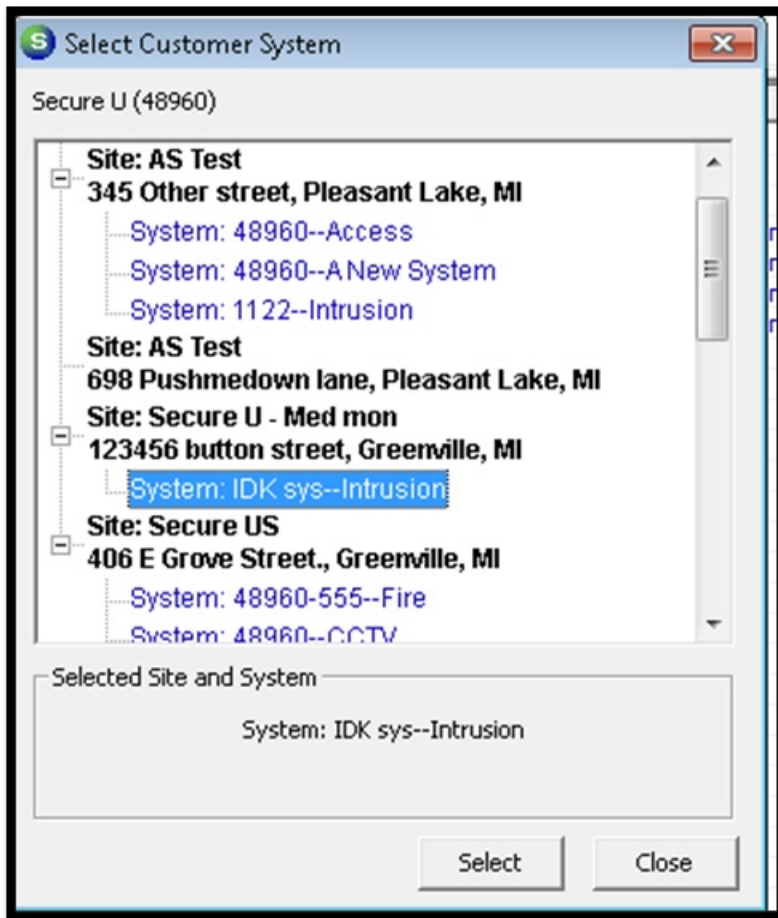 S Select Customer System
Secure U (48960)
Site: AS Test
345 Other street, Pleasant Lake, MI
System: 48960--Access
System: 48960--A New System
System: 1122--Intrusion
Site: AS Test
698 Pushmedown lane, Pleasant Lake, MI
Site: Secure U - Med mon
123456 button street, Greenville, MI
System: IDK sys--Intrusion
Site: Secure US
406 E Grove Street., Greenville, MI
System: 48960-555--Fire
System: 48960--CCTV
Selected Site and System
System: IDK sys--Intrusion
Select Close